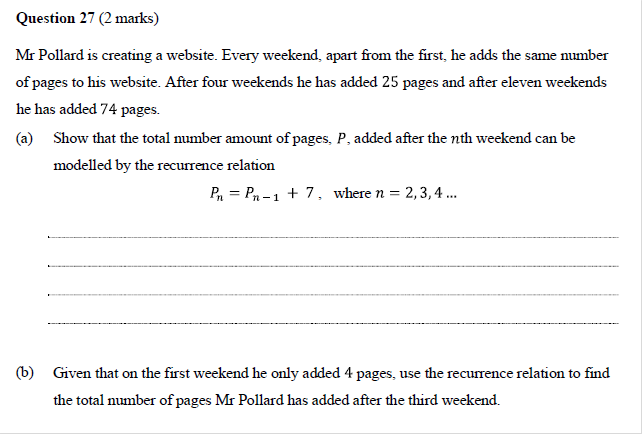 Question 27 (2 marks)
Mr Pollard is creating a website. Every weekend, apart from the first, he adds the same number
of pages to his website. After four weekends he has added 25 pages and after eleven weekends
he has added 74 pages.
(a) Show that the total number amount of pages, P, added after the nth weekend can be
modelled by the recurrence relation
Pₙ = Pₙ₋₁ + 7, where n = 2, 3, 4 ...
(b) Given that on the first weekend he only added 4 pages, use the recurrence relation to find
the total number of pages Mr Pollard has added after the third weekend.